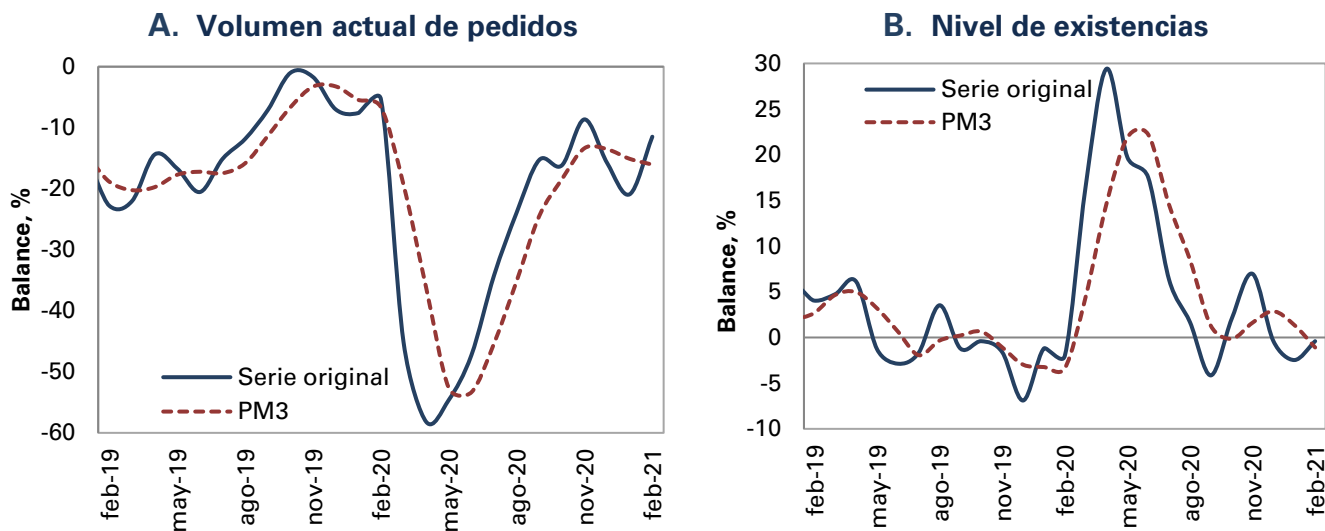 A. Volumen actual de pedidos
0
-10
-20
-30
-40
-50
-60
Balance, %
Serie original
PM3
feb-19
may-19
ago-19
nov-19
feb-20
may-20
ago-20
nov-20
feb-21
B. Nivel de existencias
30
25
20
15
10
5
0
-5
-10
Balance, %
Serie original
PM3
feb-19
may-19
ago-19
nov-19
feb-20
may-20
ago-20
nov-20
feb-21